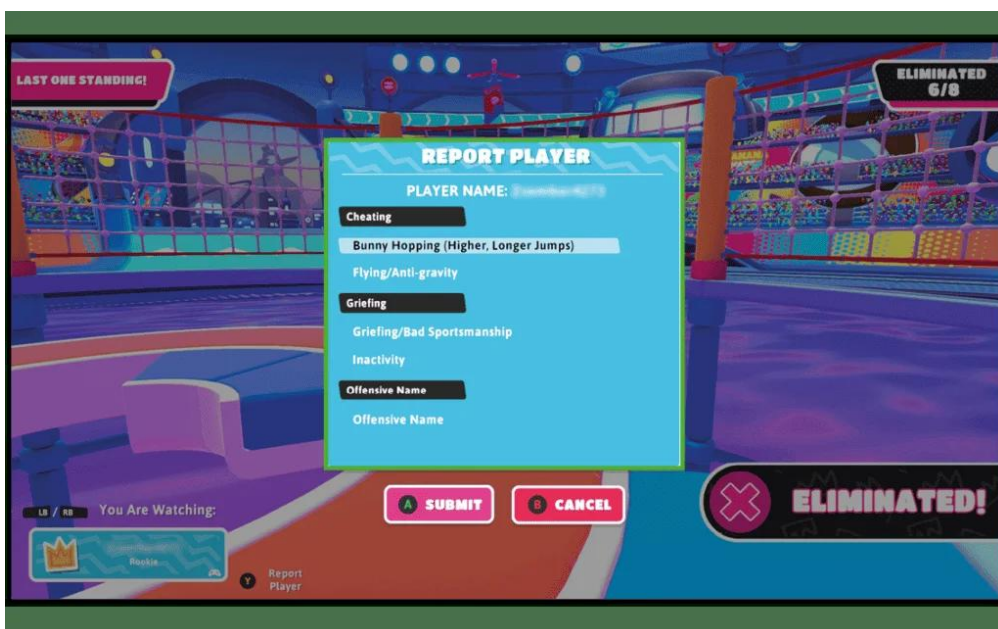 LAST ONE STANDING!
ELIMINATED
6/8
REPORT PLAYER
PLAYER NAME:
Cheating
Bunny Hopping (Higher, Longer Jumps)
Flying/Anti-gravity
Griefing
Griefing/Bad Sportsmanship
Inactivity
Offensive Name
Offensive Name
A SUBMIT
B CANCEL
ELIMINATED!
LB / RB You Are Watching:
Rookie
Y Report
Player